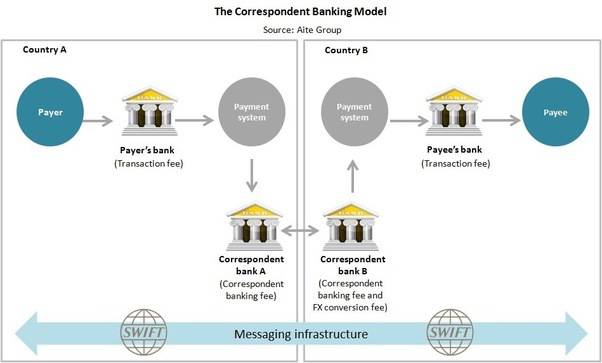 The Correspondent Banking Model
Source: Aite Group
Country A
Country B
Payer
BANK
Payer's bank
(Transaction fee)
Payment
system
Payment
system
BANK
Payee's bank
(Transaction fee)
Payee
BANK
Correspondent
bank A
(Correspondent
banking fee)
BANK
Correspondent
bank B
(Correspondent
banking fee and
FX conversion fee)
SWIFT
Messaging infrastructure
SWIFT